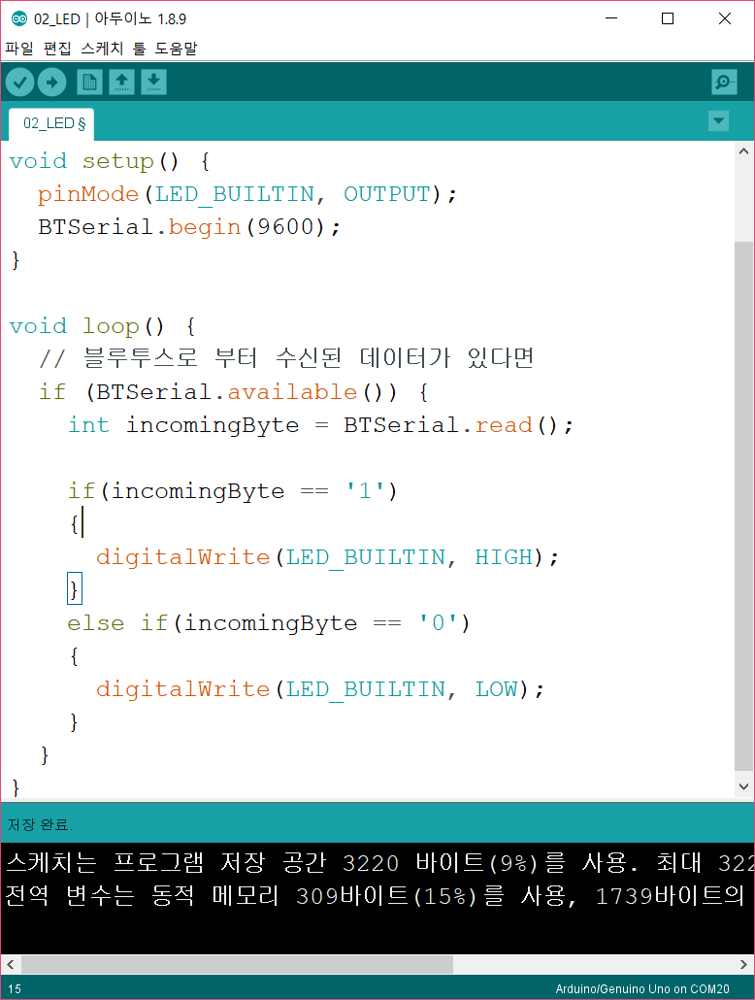 02_LED | 아두이노 1.8.9
파일 편집 스케치 툴 도움말
02_LED §
void setup() {
  pinMode(LED_BUILTIN, OUTPUT);
  BTSerial.begin(9600);
}
void loop() {
  // 블루투스로 부터 수신된 데이터가 있다면
  if (BTSerial.available()) {
    int incomingByte = BTSerial.read();
    if(incomingByte == '1')
    {
      digitalWrite(LED_BUILTIN, HIGH);
    }
    else if(incomingByte == '0')
    {
      digitalWrite(LED_BUILTIN, LOW);
    }
  }
}
저장 완료.
스케치는 프로그램 저장 공간 3220 바이트(9%)를 사용. 최대 322
전역 변수는 동적 메모리 309바이트(15%)를 사용, 1739바이트의
15 Arduino/Genuino Uno on COM20